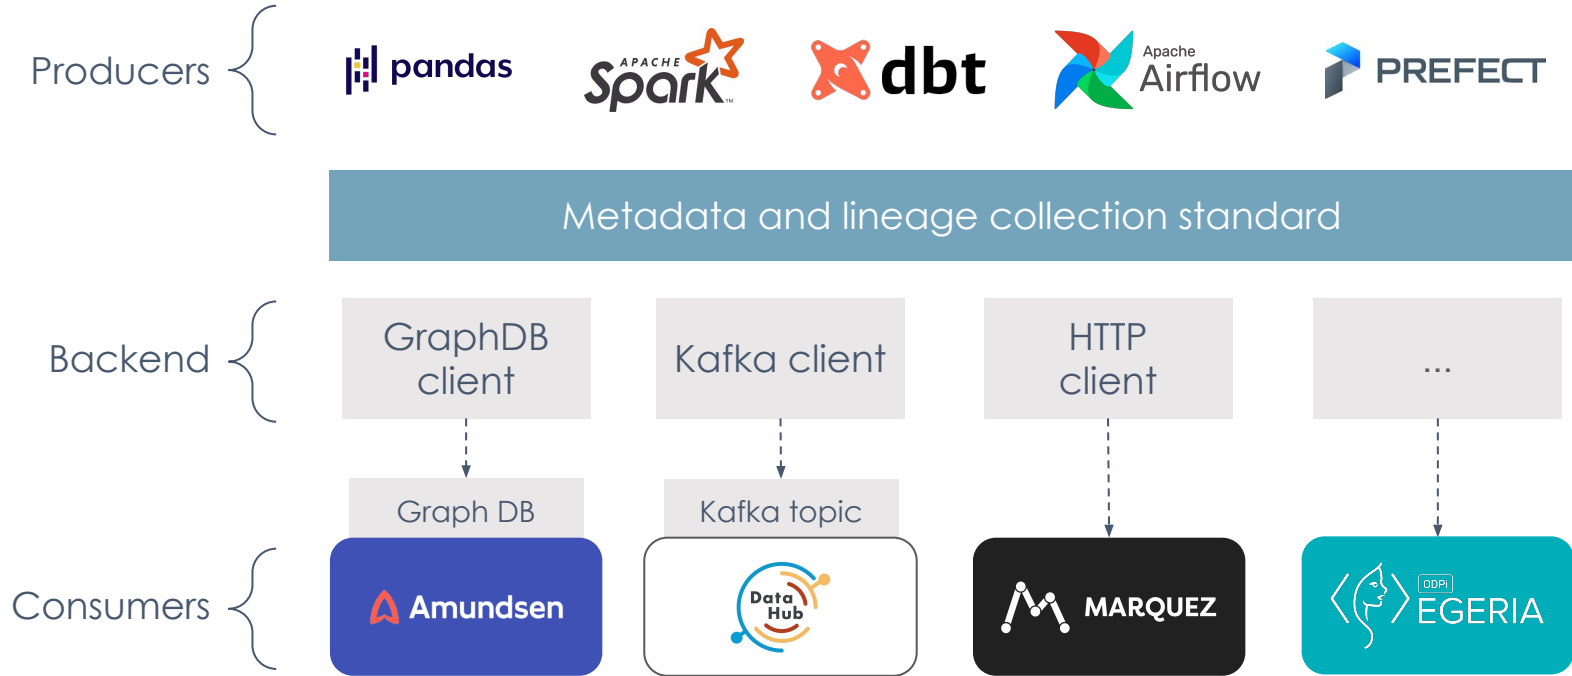 Producers
pandas
APACHE
Spark™
dbt
Apache
Airflow
PREFECT
Metadata and lineage collection standard
Backend
GraphDB
client
Kafka client
HTTP
client
...
Graph DB
Kafka topic
Consumers
Amundsen
Data
Hub
MARQUEZ
ODPi
EGERIA